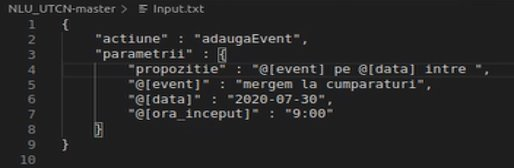 NLU_UTCN-master > Input.txt
1 {
2 "actiune" : "adaugaEvent",
3 "parametrii" : {
4 "propozitie" : "@[event] pe @[data] intre ",
5 "@[event]" : "mergem la cumparaturi",
6 "@[data]" : "2020-07-30",
7 "@[ora_inceput]" : "9:00"
8 }
9 }
10